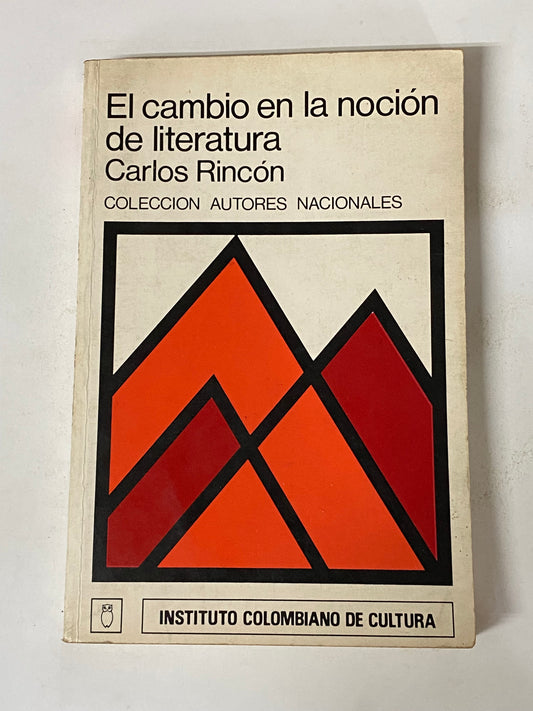 El cambio en la noción
de literatura
Carlos Rincón
COLECCION AUTORES NACIONALES
INSTITUTO COLOMBIANO DE CULTURA